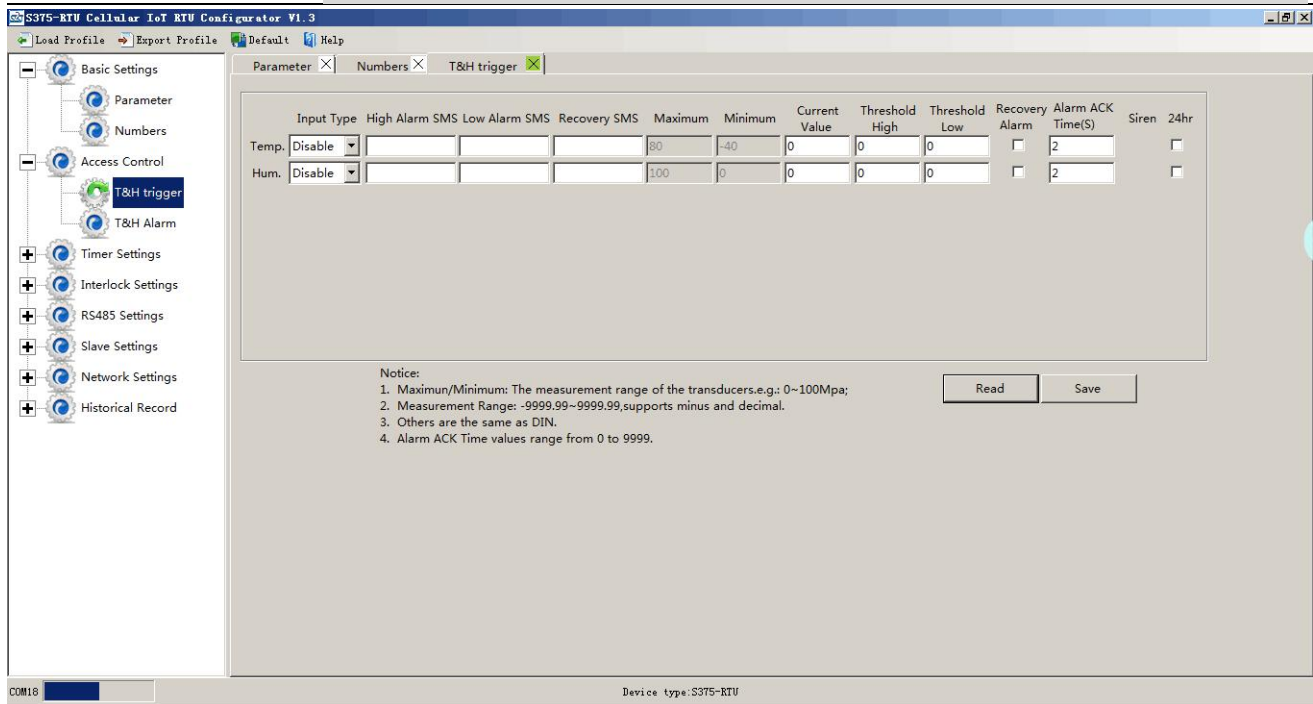 S375-RTU Cellular IoT RTU Configurator V1.3
Load Profile Export Profile Default Help
Basic Settings
Parameter
Numbers
Access Control
T&H trigger
T&H Alarm
Timer Settings
Interlock Settings
RS485 Settings
Slave Settings
Network Settings
Historical Record
Parameter Numbers T&H trigger
Input Type High Alarm SMS Low Alarm SMS Recovery SMS Maximum Minimum Current Value Threshold High Threshold Low Recovery Alarm Alarm ACK Time(S) Siren 24hr
Temp. Disable 80 -40 0 0 0 2
Hum. Disable 100 0 0 0 0 2
Notice:
1. Maximun/Minimum: The measurement range of the transducers.e.g.: 0~100Mpa;
2. Measurement Range: -9999.99~9999.99,supports minus and decimal.
3. Others are the same as DIN.
4. Alarm ACK Time values range from 0 to 9999.
Read Save
COM18 Device type:S375-RTU